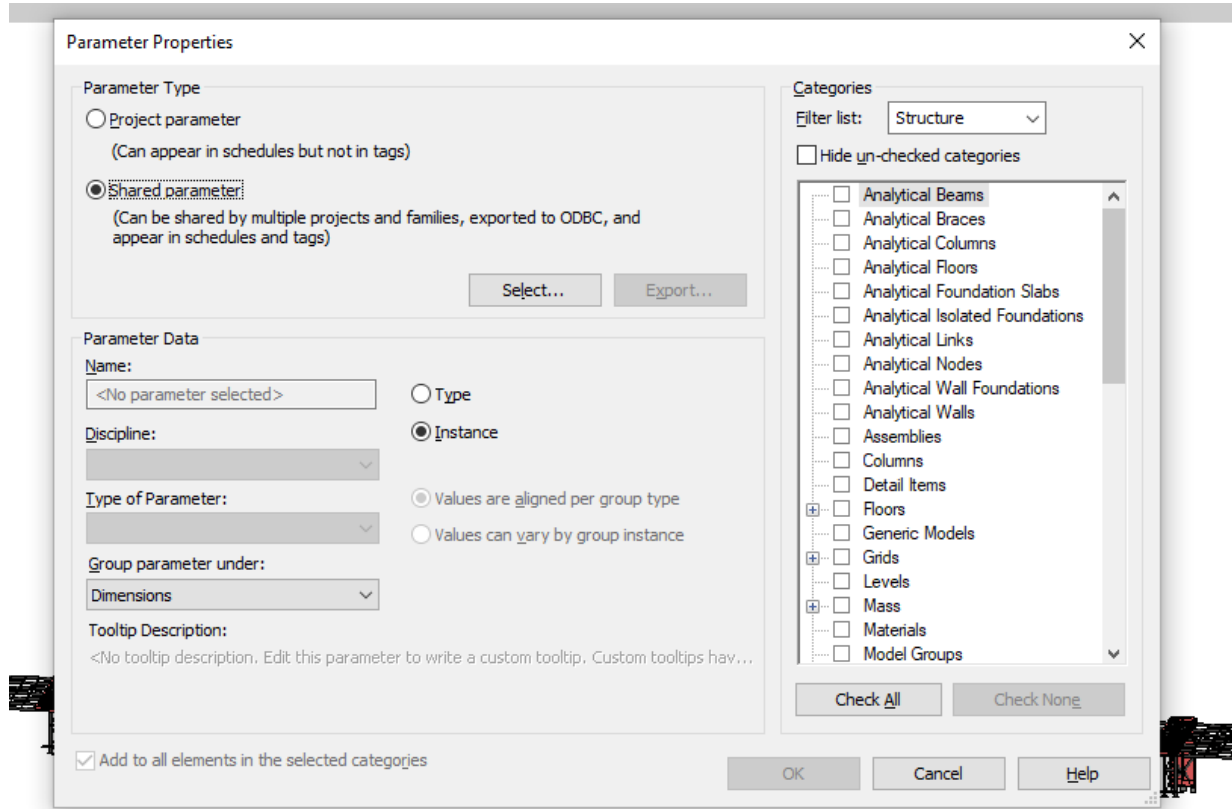 Parameter Properties
Parameter Type
Project parameter
(Can appear in schedules but not in tags)
Shared parameter
(Can be shared by multiple projects and families, exported to ODBC, and
appear in schedules and tags)
Select...
Export...
Parameter Data
Name:
<No parameter selected>
Type
Discipline:
Instance
Type of Parameter:
Values are aligned per group type
Values can vary by group instance
Group parameter under:
Dimensions
Tooltip Description:
<No tooltip description. Edit this parameter to write a custom tooltip. Custom tooltips hav...
Add to all elements in the selected categories
Categories
Filter list:
Structure
Hide un-checked categories
Analytical Beams
Analytical Braces
Analytical Columns
Analytical Floors
Analytical Foundation Slabs
Analytical Isolated Foundations
Analytical Links
Analytical Nodes
Analytical Wall Foundations
Analytical Walls
Assemblies
Columns
Detail Items
Floors
Generic Models
Grids
Levels
Mass
Materials
Model Groups
Check All
Check None
OK
Cancel
Help